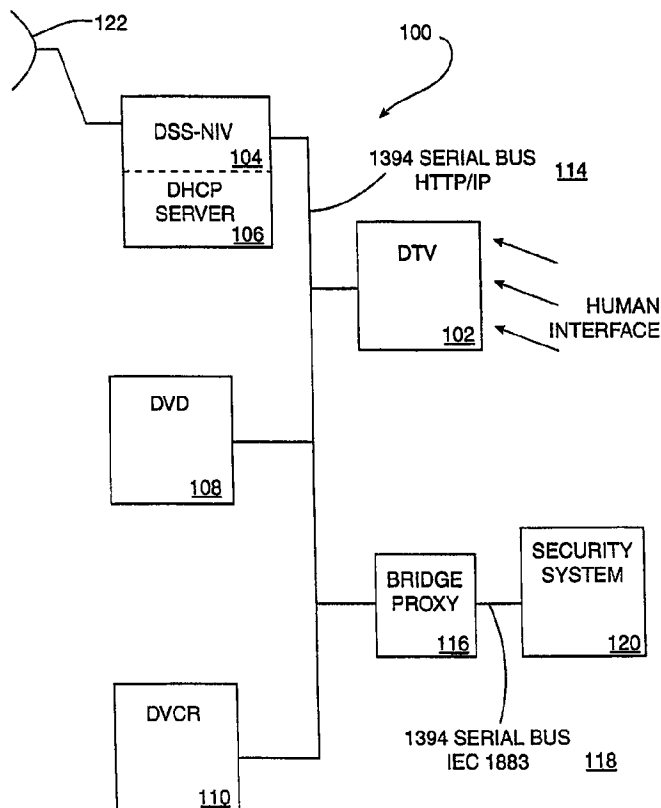 122
100
DSS-NIV
104
DHCP
SERVER
106
1394 SERIAL BUS
HTTP/IP
114
DTV
102
HUMAN
INTERFACE
DVD
108
BRIDGE
PROXY
116
SECURITY
SYSTEM
120
DVCR
110
1394 SERIAL BUS
IEC 1883
118